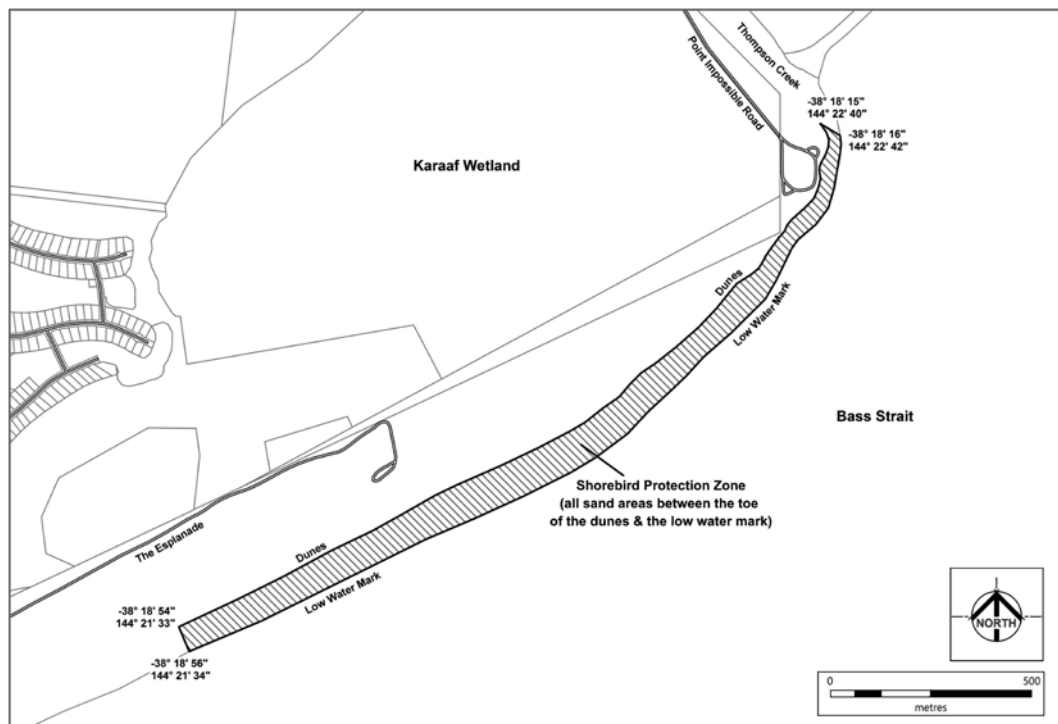 Thompson Creek
Point Impossible Road
-38° 18' 15"
144° 22' 40"
-38° 18' 16"
144° 22' 42"
Karaaf Wetland
Dunes
Low Water Mark
Bass Strait
Shorebird Protection Zone
(all sand areas between the toe
of the dunes & the low water mark)
The Esplanade
Dunes
Low Water Mark
-38° 18' 54"
144° 21' 33"
-38° 18' 56"
144° 21' 34"
NORTH
0 500
metres